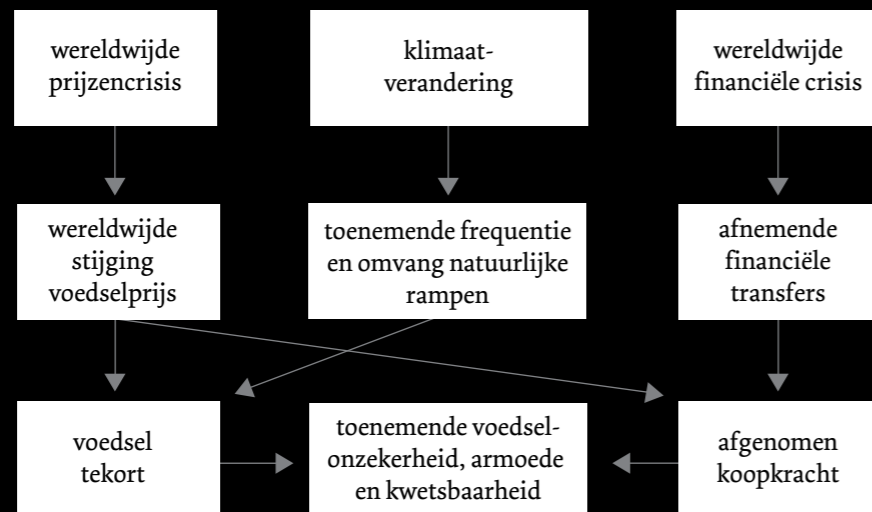 wereldwijde
prijzencrisis
klimaat-
verandering
wereldwijde
financiële crisis
wereldwijde
stijging
voedselprijs
toenemende frequentie
en omvang natuurlijke
rampen
afnemende
financiële
transfers
voedsel
tekort
toenemende voedsel-
onzekerheid, armoede
en kwetsbaarheid
afgenomen
koopkracht